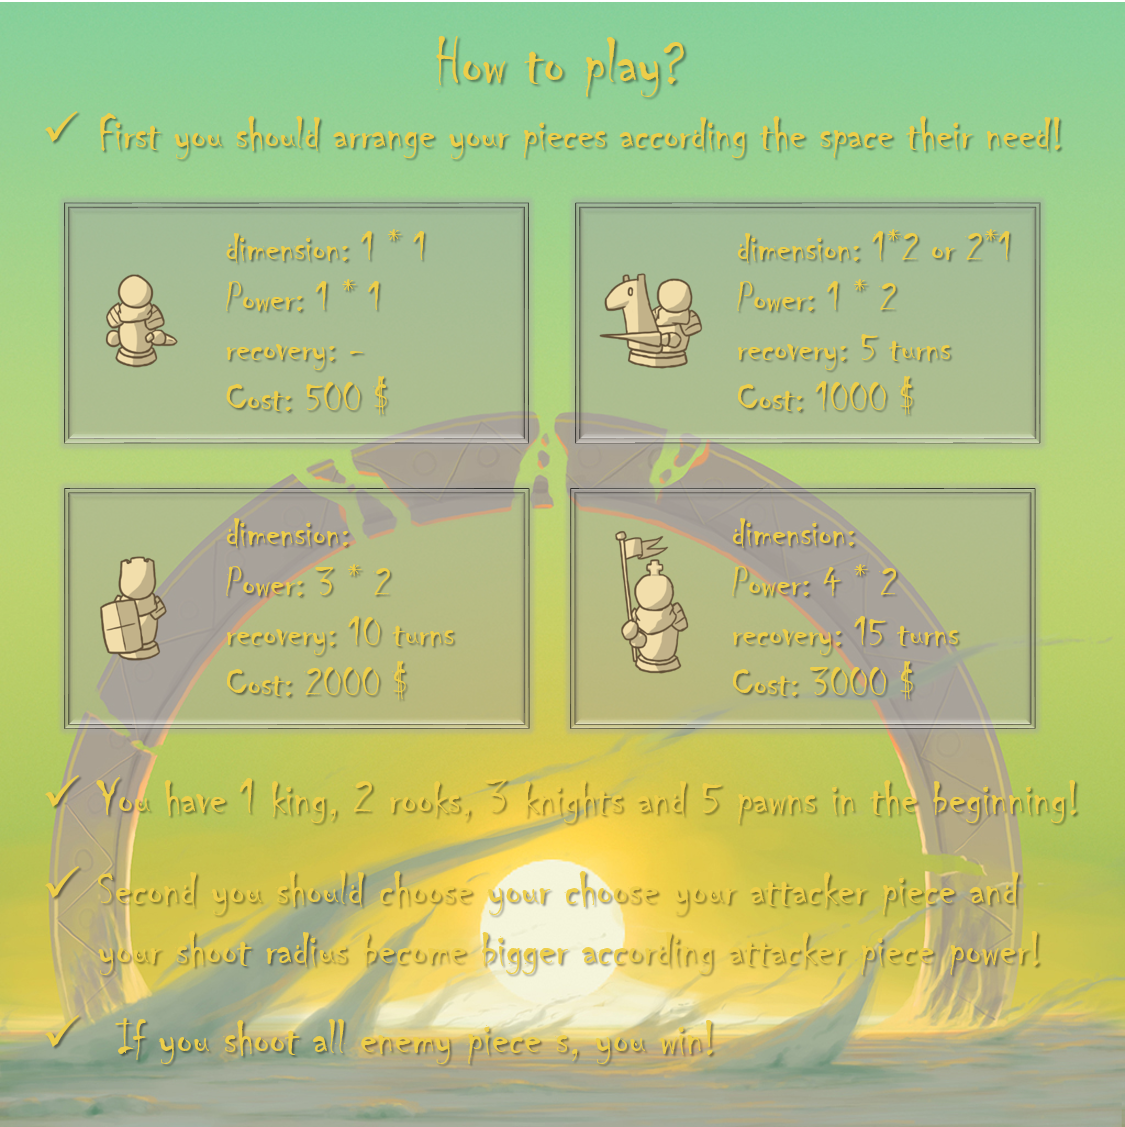 How to play?
✓ First you should arrange your pieces according the space their need!
dimension: 1 * 1
Power: 1 * 1
recovery: -
Cost: 500 $
dimension: 1*2 or 2*1
Power: 1 * 2
recovery: 5 turns
Cost: 1000 $
dimension:
Power: 3 * 2
recovery: 10 turns
Cost: 2000 $
dimension:
Power: 4 * 2
recovery: 15 turns
Cost: 3000 $
✓ You have 1 king, 2 rooks, 3 knights and 5 pawns in the beginning!
✓ Second you should choose your choose your attacker piece and
your shoot radius become bigger according attacker piece power!
✓ If you shoot all enemy piece s, you win!